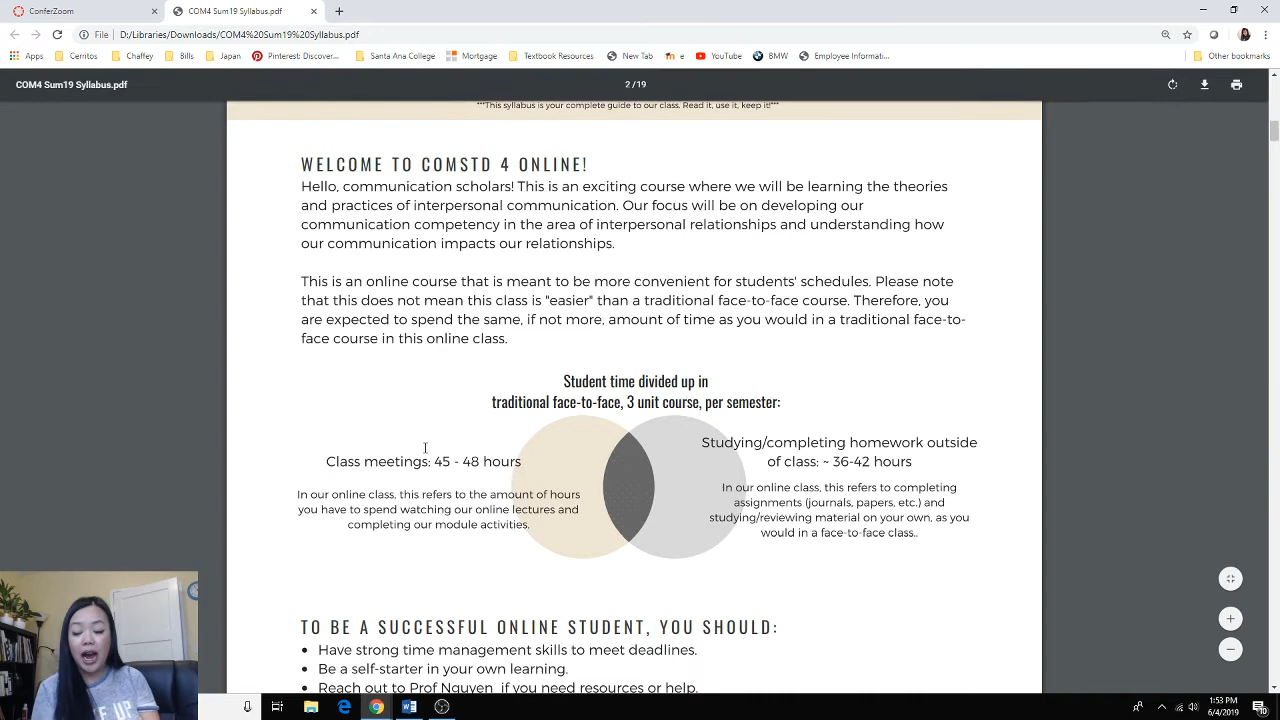 ConferZoom
COM4 Sum19 Syllabus.pdf
File | D:/Libraries/Downloads/COM4%20Sum19%20Syllabus.pdf
Apps Cerritos Chaffey Bills Japan Pinterest: Discover... Santa Ana College Mortgage Textbook Resources New Tab e YouTube BMW Employee Informati... Other bookmarks
COM4 Sum19 Syllabus.pdf 2 / 19
***This syllabus is your complete guide to our class. Read it, use it, keep it!***
WELCOME TO COMSTD 4 ONLINE!
Hello, communication scholars! This is an exciting course where we will be learning the theories
and practices of interpersonal communication. Our focus will be on developing our
communication competency in the area of interpersonal relationships and understanding how
our communication impacts our relationships.
This is an online course that is meant to be more convenient for students' schedules. Please note
that this does not mean this class is "easier" than a traditional face-to-face course. Therefore, you
are expected to spend the same, if not more, amount of time as you would in a traditional face-to-
face course in this online class.
Student time divided up in
traditional face-to-face, 3 unit course, per semester:
Class meetings: 45 - 48 hours
In our online class, this refers to the amount of hours
you have to spend watching our online lectures and
completing our module activities.
Studying/completing homework outside
of class: ~ 36-42 hours
In our online class, this refers to completing
assignments (journals, papers, etc.) and
studying/reviewing material on your own, as you
would in a face-to-face class..
TO BE A SUCCESSFUL ONLINE STUDENT, YOU SHOULD:
• Have strong time management skills to meet deadlines.
• Be a self-starter in your own learning.
• Reach out to Prof Nguyen if you need resources or help.
1:53 PM
6/4/2019